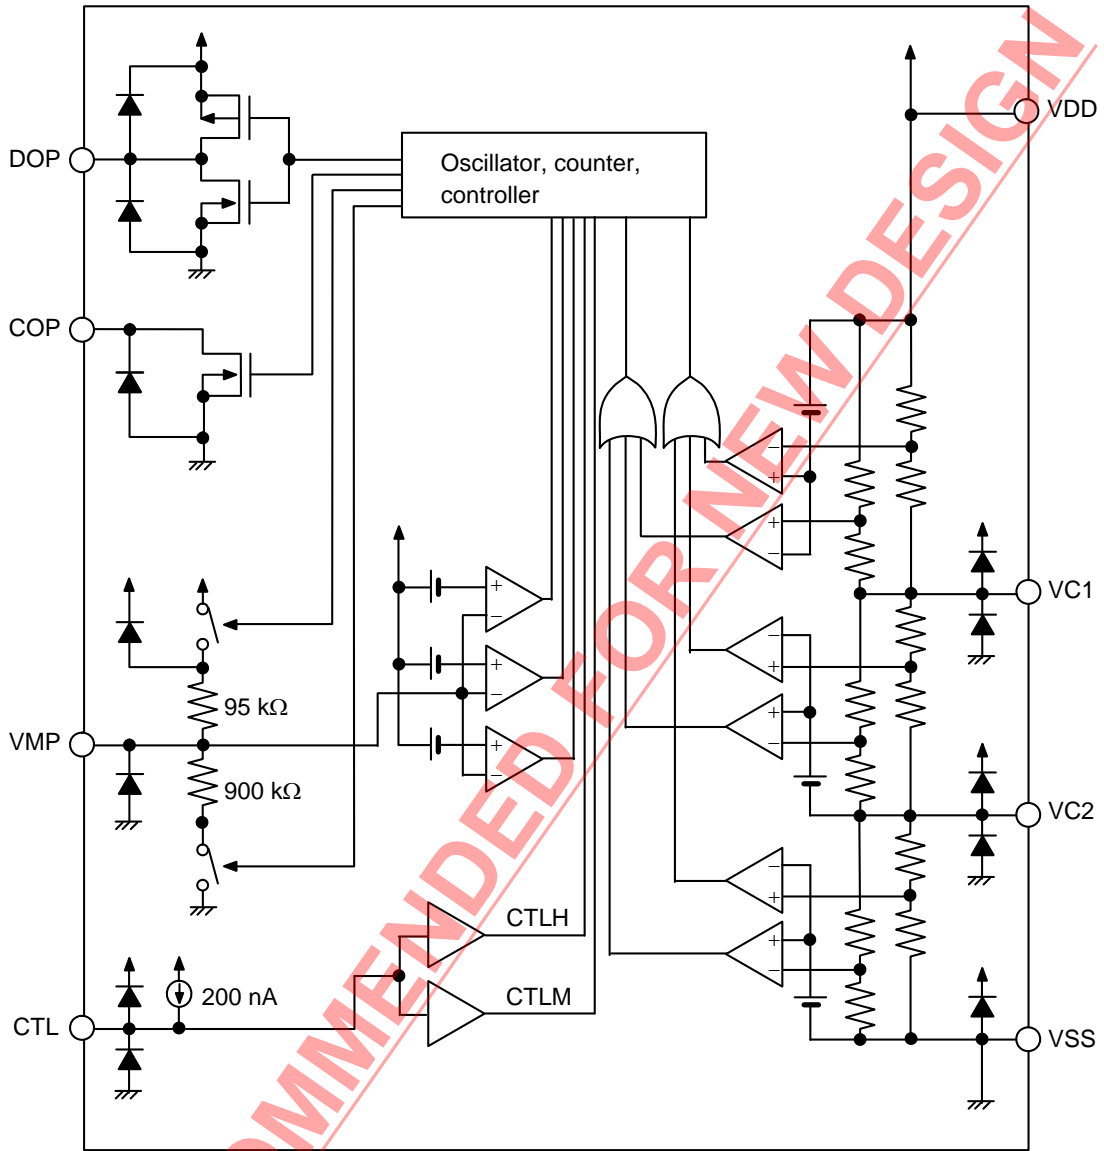 VDD
DOP
Oscillator, counter,
controller
COP
VC1
95 kΩ
VMP
900 kΩ
VC2
CTLH
200 nA
CTLM
CTL
VSS
OMMENDED FOR NEW DESIGN